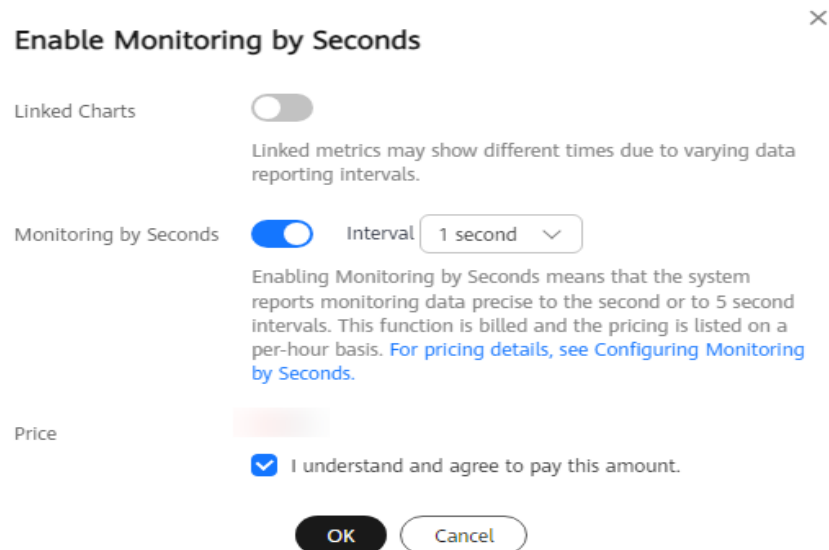 Enable Monitoring by Seconds
Linked Charts
Linked metrics may show different times due to varying data
reporting intervals.
Monitoring by Seconds
Interval
1 second
Enabling Monitoring by Seconds means that the system
reports monitoring data precise to the second or to 5 second
intervals. This function is billed and the pricing is listed on a
per-hour basis. For pricing details, see Configuring Monitoring
by Seconds.
Price
I understand and agree to pay this amount.
OK
Cancel